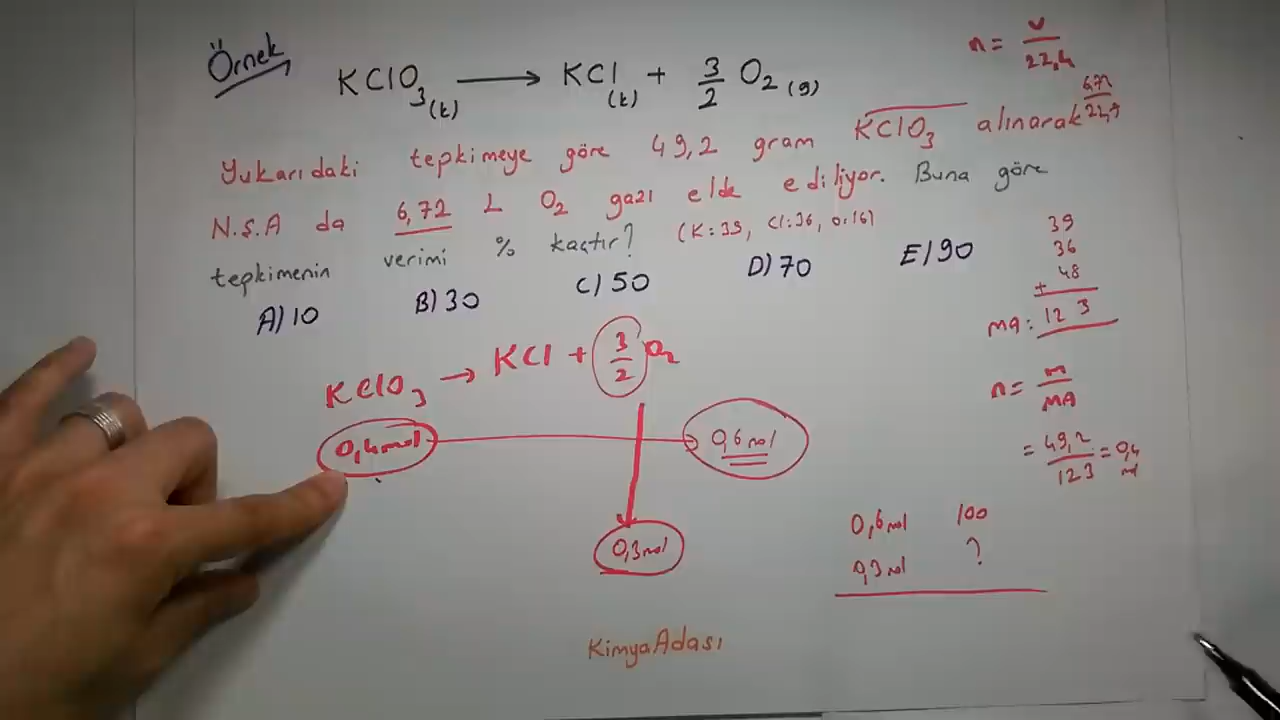 Örnek
KClO3(k) → KCl(k) + 3/2 O2(g)
n = v/22,4
6,72/22,4
Yukarıdaki tepkimeye göre 49,2 gram KClO3 alınarak
N.Ş.A da 6,72 L O2 gazı elde ediliyor. Buna göre
tepkimenin verimi % kaçtır? (K:39, Cl:36, O:16)
A) 10 B) 30 C) 50 D) 70 E) 90
39
36
+ 48
MA: 123
KClO3 → KCl + 3/2 O2
0,4 mol 0,6 mol
0,3 mol
n = m/MA
= 49,2/123 = 0,4 mol
0,6 mol 100
0,3 mol ?
KimyaAdası